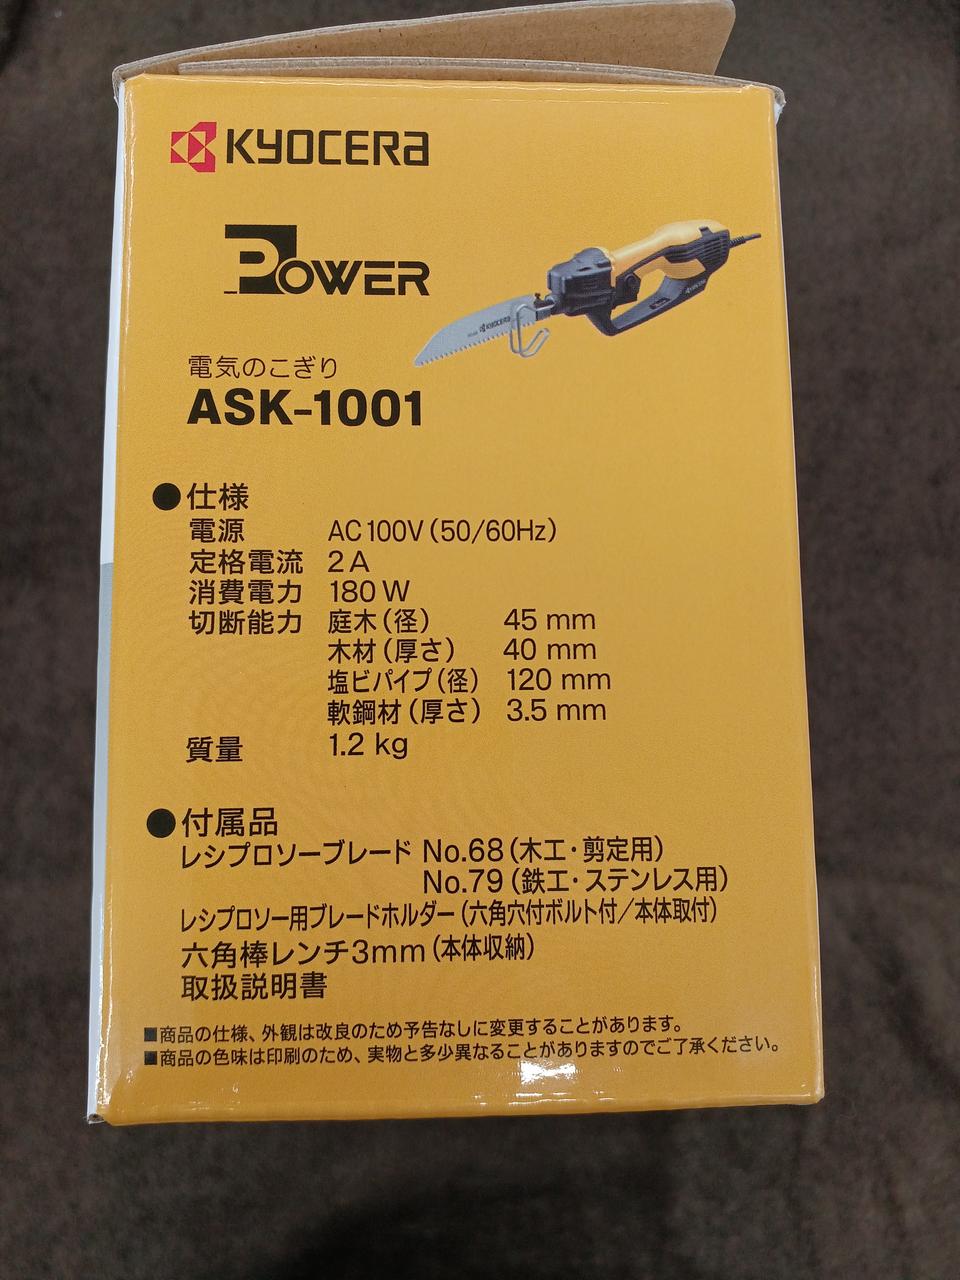 KYOCERA
POWER
電気のこぎり
ASK-1001
●仕様
電源 AC100V(50/60Hz)
定格電流 2A
消費電力 180W
切断能力 庭木(径) 45 mm
木材(厚さ) 40 mm
塩ビパイプ(径) 120 mm
軟鋼材(厚さ) 3.5 mm
質量 1.2 kg
●付属品
レシプロソーブレード No.68(木工・剪定用)
No.79(鉄工・ステンレス用)
レシプロソー用ブレードホルダー(六角穴付ボルト付/本体取付)
六角棒レンチ3mm(本体収納)
取扱説明書
■商品の仕様、外観は改良のため予告なしに変更することがあります。
■商品の色味は印刷のため、実物と多少異なることがありますのでご了承ください。